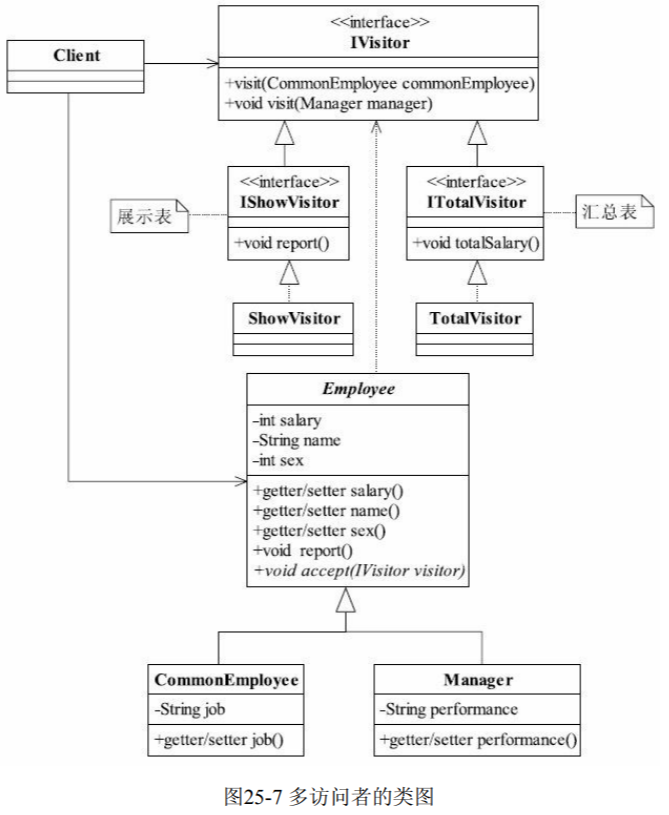 <<interface>>
IVisitor
Client
+visit(CommonEmployee commonEmployee)
+void visit(Manager manager)
<<interface>>
IShowVisitor
<<interface>>
ITotalVisitor
展示表
汇总表
+void report()
+void totalSalary()
ShowVisitor
TotalVisitor
Employee
-int salary
-String name
-int sex
+getter/setter salary()
+getter/setter name()
+getter/setter sex()
+void report()
+void accept(IVisitor visitor)
CommonEmployee
-String job
+getter/setter job()
Manager
-String performance
+getter/setter performance()
图25-7 多访问者的类图